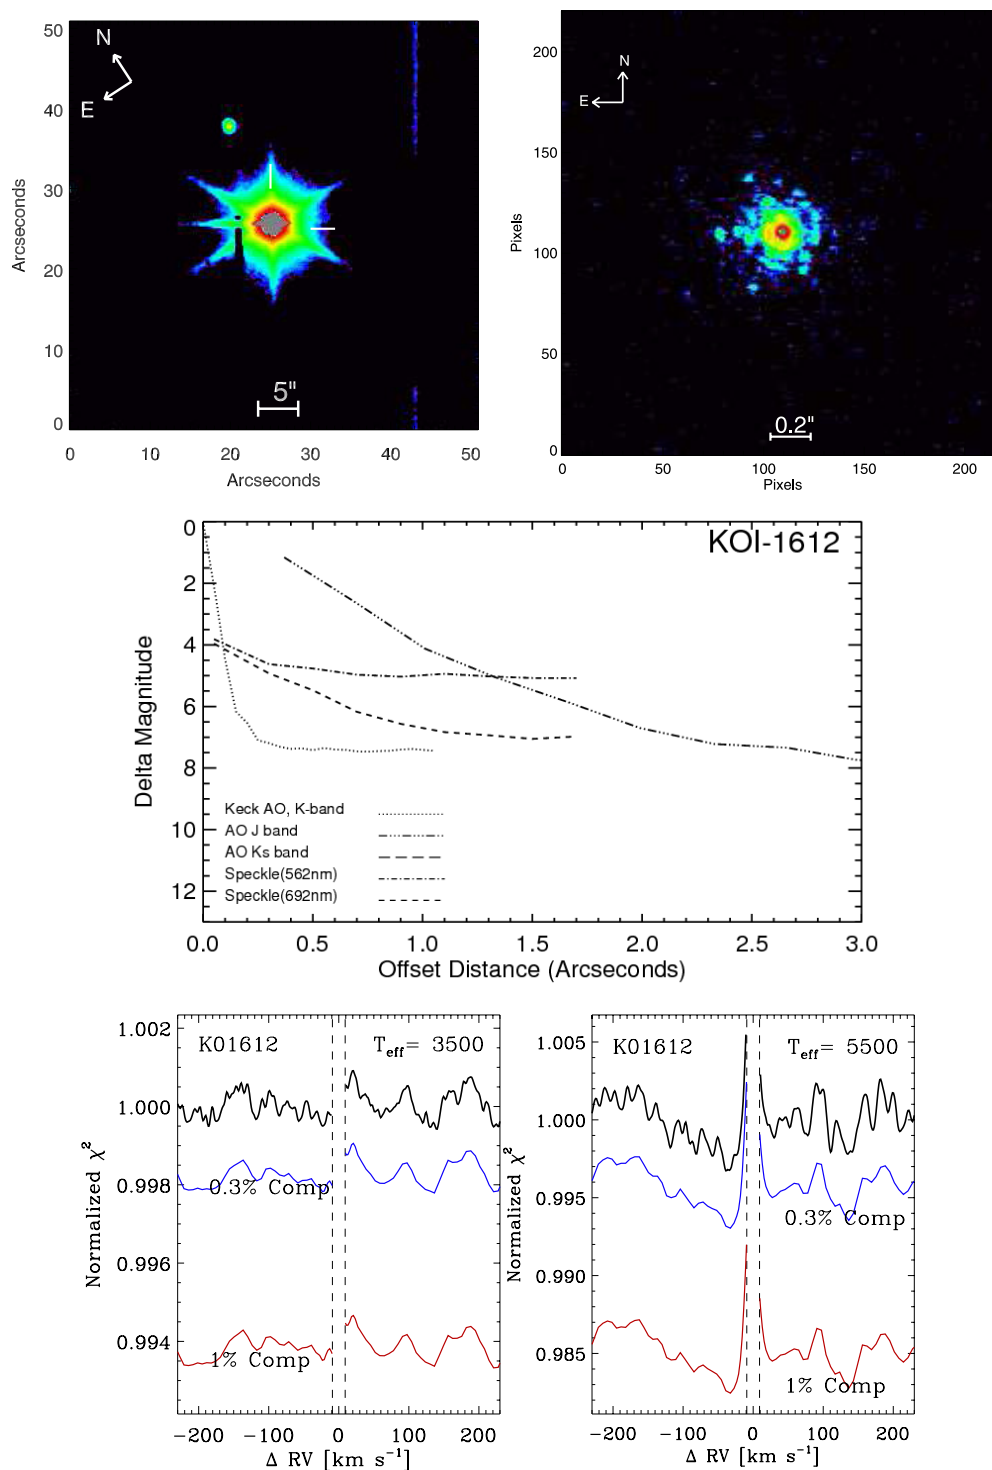 50
40
30
20
10
0
Arcseconds
N
E
5"
0 10 20 30 40 50
Arcseconds
200
150
100
50
0
Pixels
N
E
0.2"
0 50 100 150 200
Pixels
KOI-1612
0
2
4
6
8
10
12
Delta Magnitude
Keck AO, K-band
AO J band
AO Ks band
Speckle(562nm)
Speckle(692nm)
0.0 0.5 1.0 1.5 2.0 2.5 3.0
Offset Distance (Arcseconds)
K01612 Teff= 3500
1.002
1.000
0.998
0.996
0.994
Normalized χ²
0.3% Comp
1% Comp
−200 −100 0 100 200
Δ RV [km s⁻¹]
K01612 Teff= 5500
1.005
1.000
0.995
0.990
0.985
Normalized χ²
0.3% Comp
1% Comp
−200 −100 0 100 200
Δ RV [km s⁻¹]